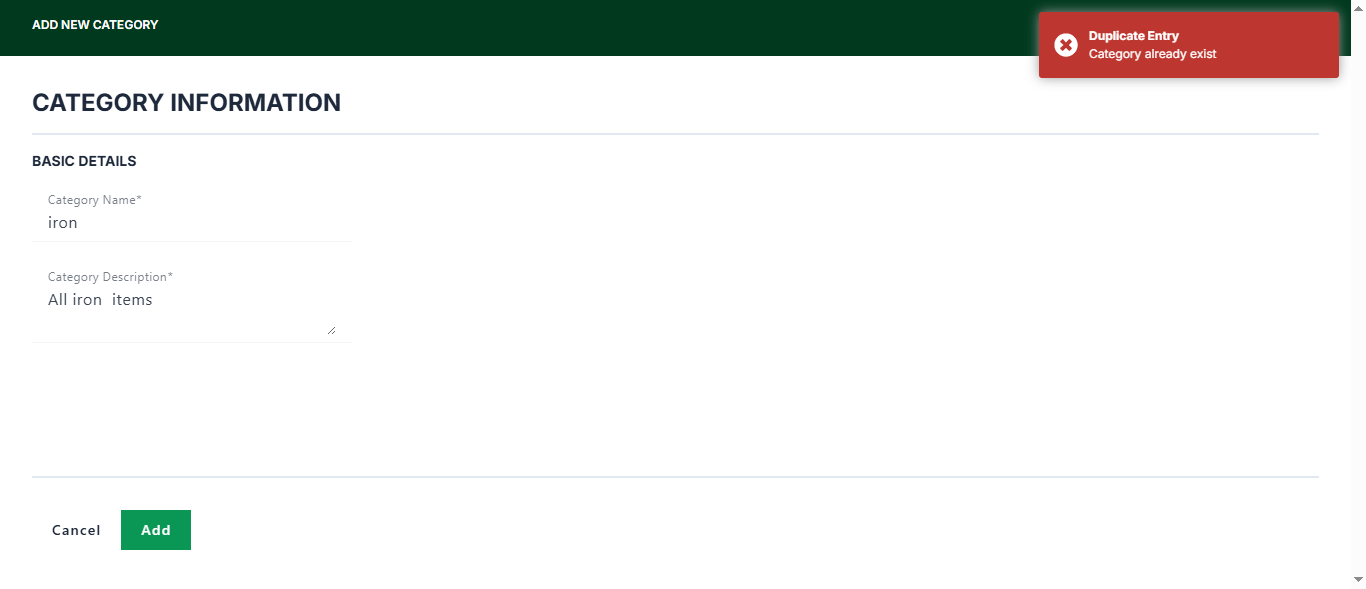 ADD NEW CATEGORY
Duplicate Entry
Category already exist
CATEGORY INFORMATION
BASIC DETAILS
Category Name*
iron
Category Description*
All iron  items
Cancel
Add